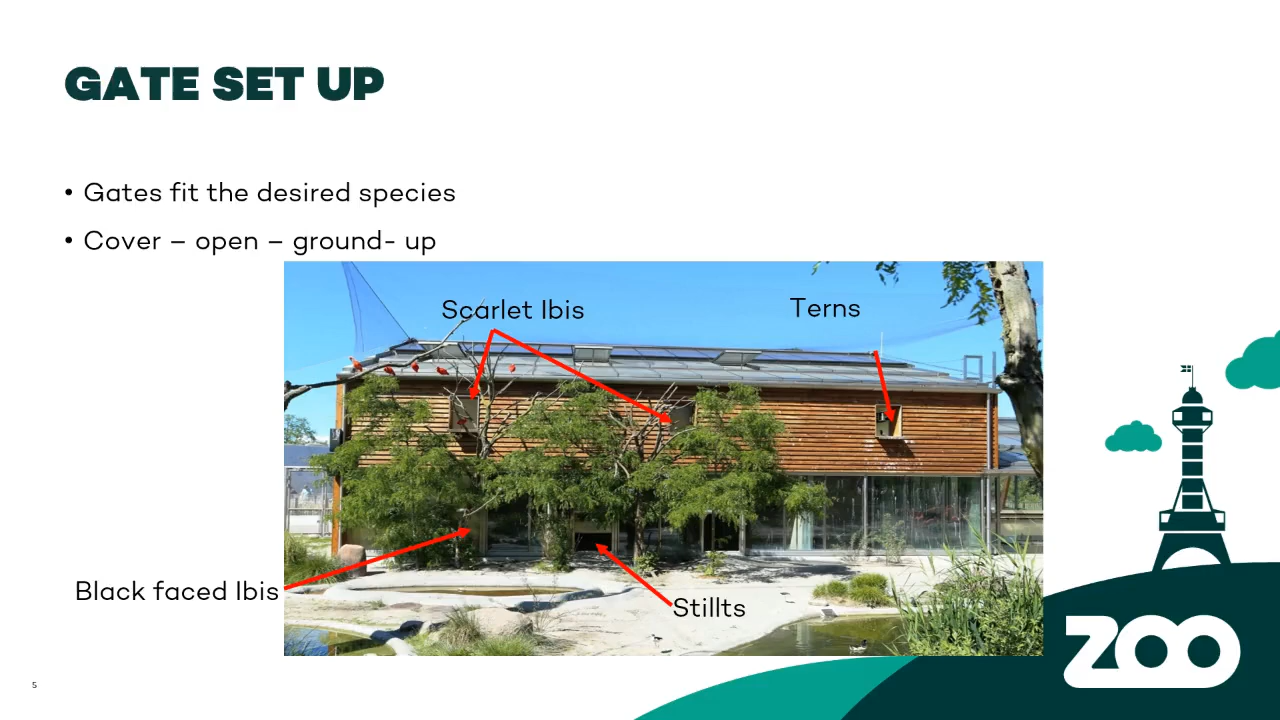 GATE SET UP
• Gates fit the desired species
• Cover – open – ground- up
Scarlet Ibis
Terns
Black faced Ibis
Stillts
5
ZOO